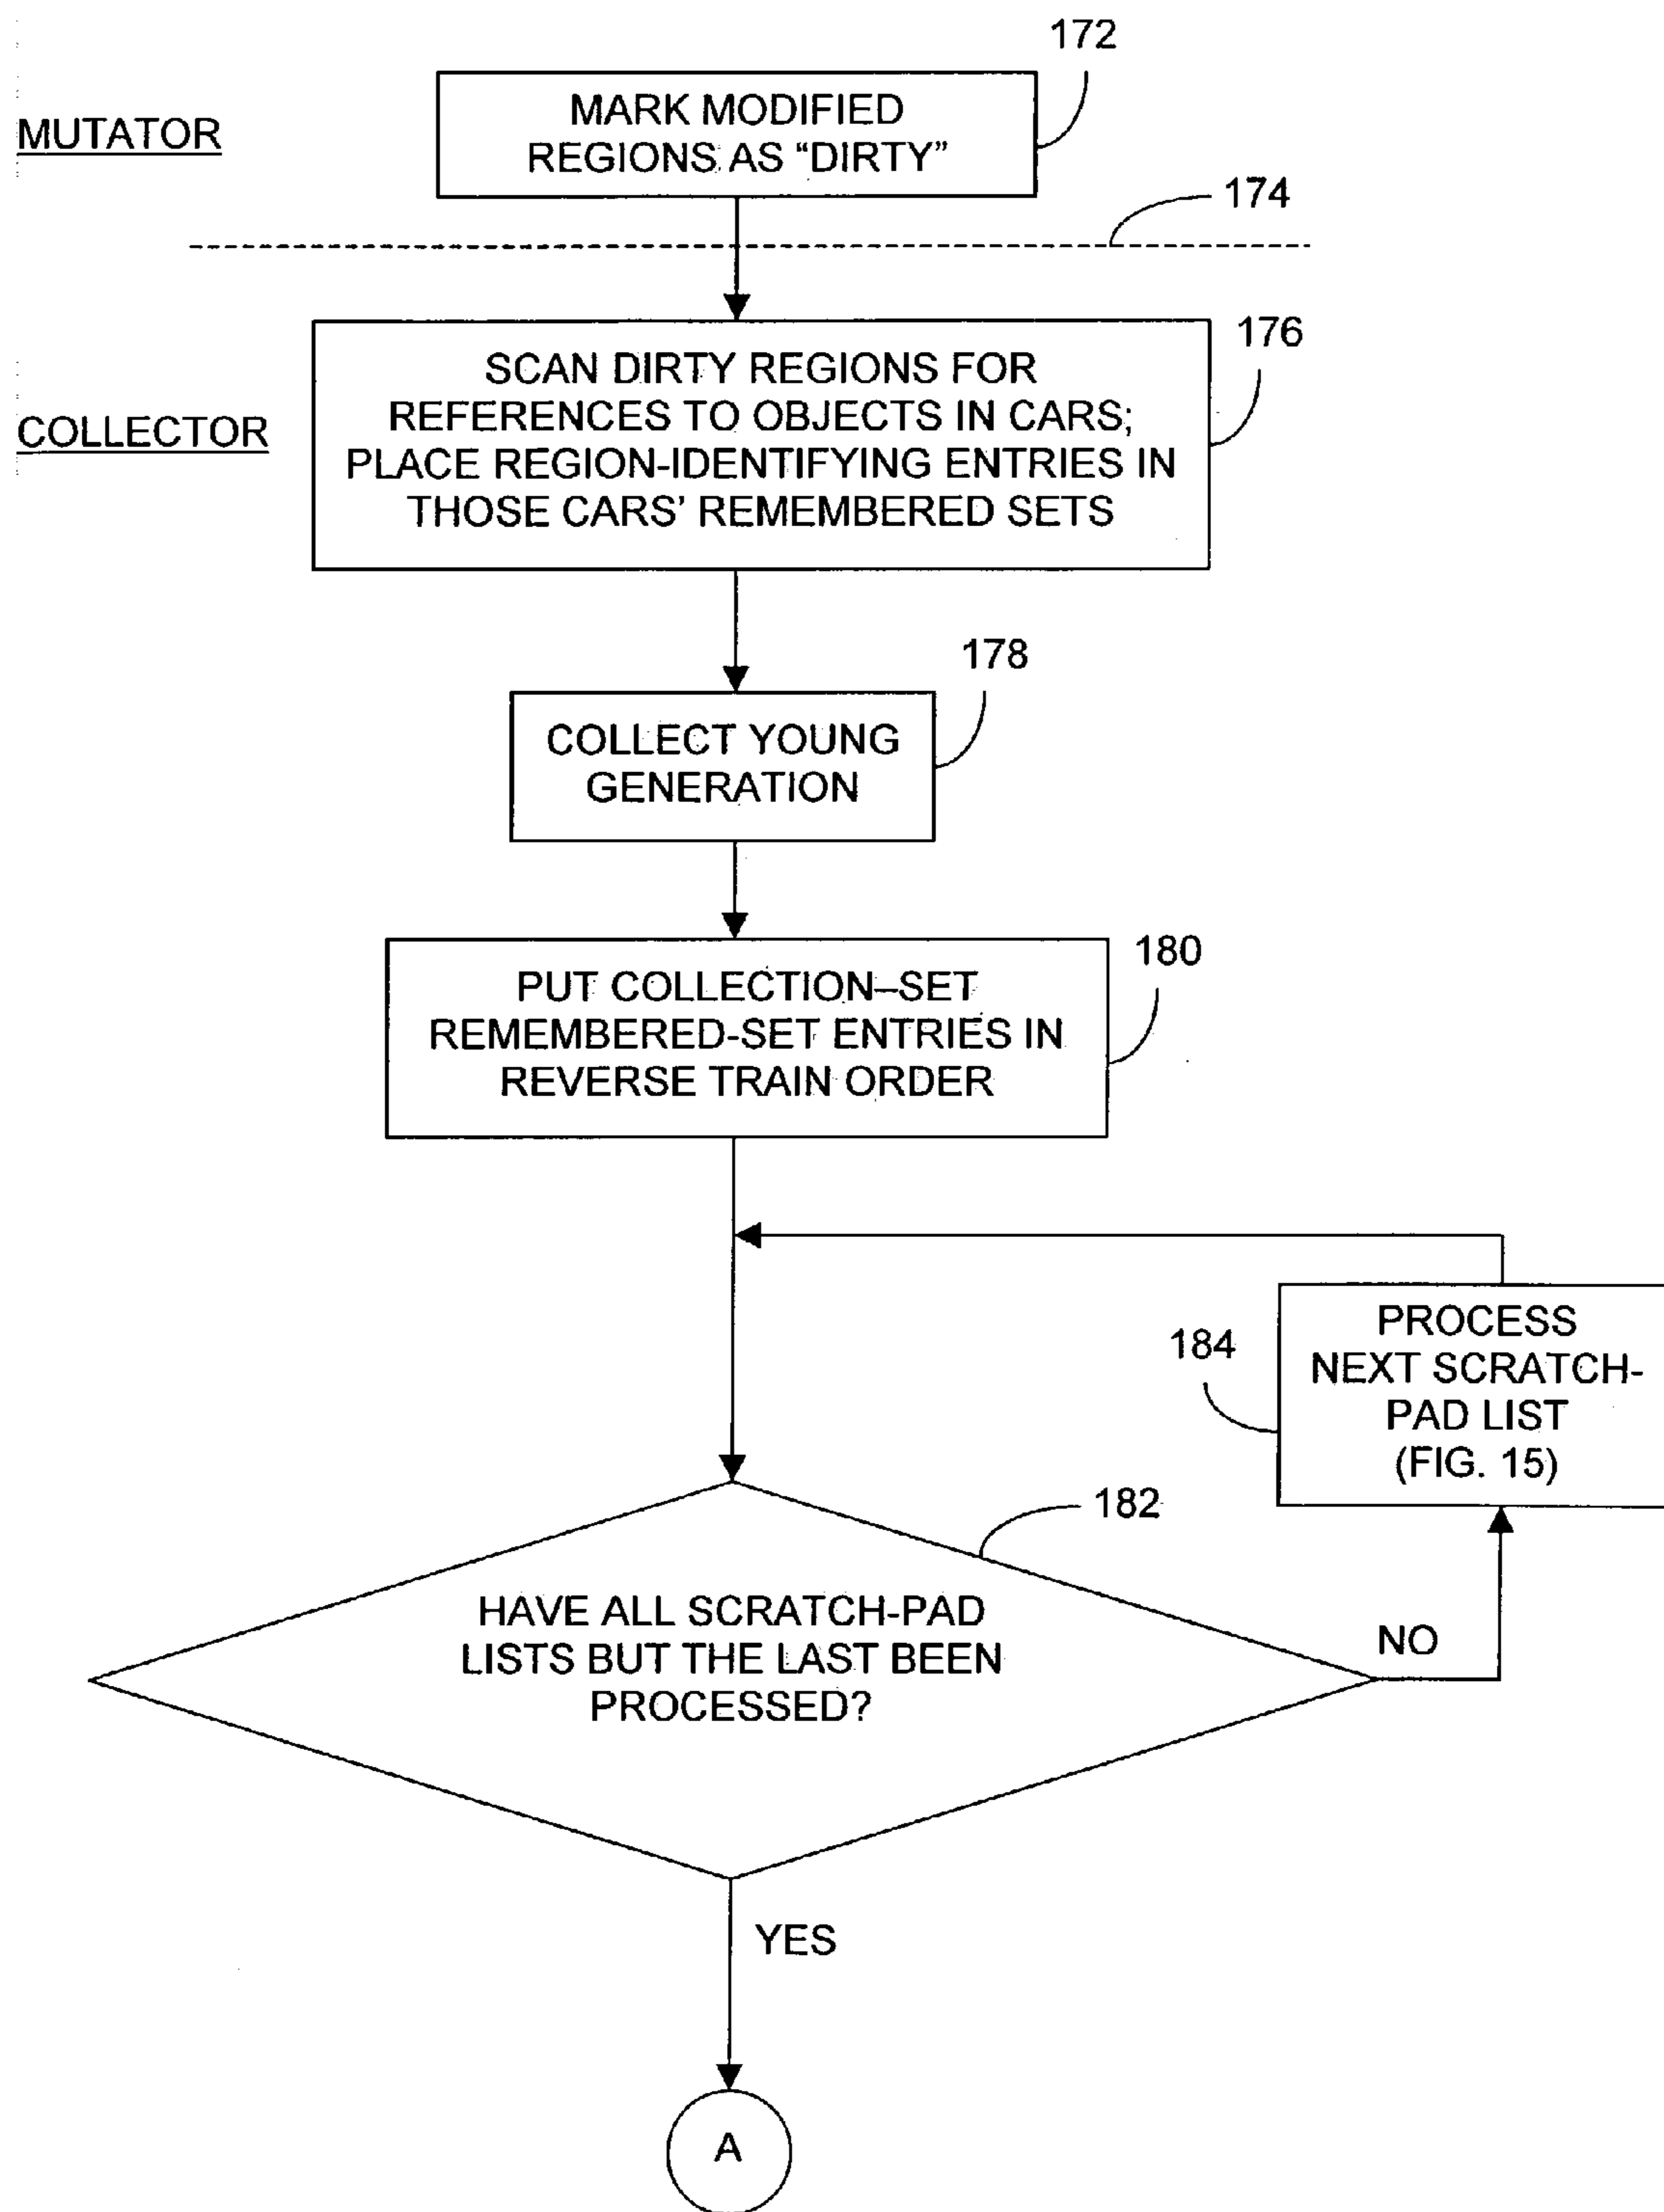 172
MUTATOR
MARK MODIFIED
REGIONS AS “DIRTY”
174
176
COLLECTOR
SCAN DIRTY REGIONS FOR
REFERENCES TO OBJECTS IN CARS;
PLACE REGION-IDENTIFYING ENTRIES IN
THOSE CARS’ REMEMBERED SETS
178
COLLECT YOUNG
GENERATION
180
PUT COLLECTION–SET
REMEMBERED-SET ENTRIES IN
REVERSE TRAIN ORDER
184
PROCESS
NEXT SCRATCH-
PAD LIST
(FIG. 15)
182
HAVE ALL SCRATCH-PAD
LISTS BUT THE LAST BEEN
PROCESSED?
NO
YES
A